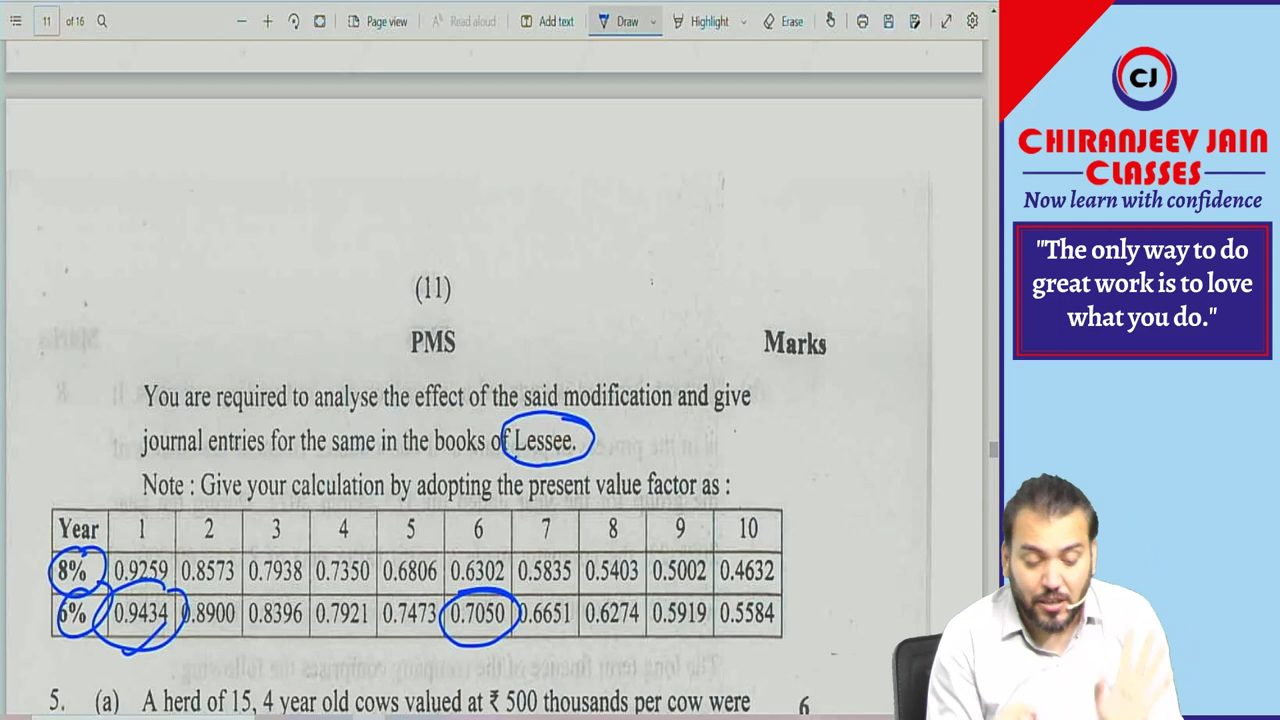 11 of 16 Page view Read aloud Add text Draw Highlight Erase
(11)
PMS Marks
You are required to analyse the effect of the said modification and give
journal entries for the same in the books of Lessee.
Note : Give your calculation by adopting the present value factor as :
Year 1 2 3 4 5 6 7 8 9 10
8% 0.9259 0.8573 0.7938 0.7350 0.6806 0.6302 0.5835 0.5403 0.5002 0.4632
6% 0.9434 0.8900 0.8396 0.7921 0.7473 0.7050 0.6651 0.6274 0.5919 0.5584
5. (a) A herd of 15, 4 year old cows valued at ₹ 500 thousands per cow were 6
CJ
CHIRANJEEV JAIN
CLASSES
Now learn with confidence
"The only way to do
great work is to love
what you do."